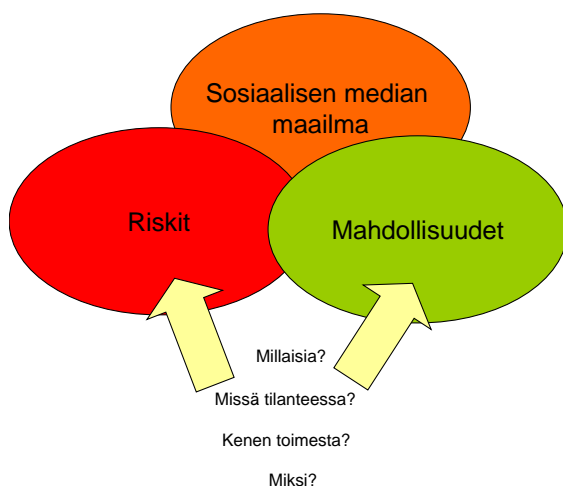 Sosiaalisen median
maailma
Riskit
Mahdollisuudet
Millaisia?
Missä tilanteessa?
Kenen toimesta?
Miksi?